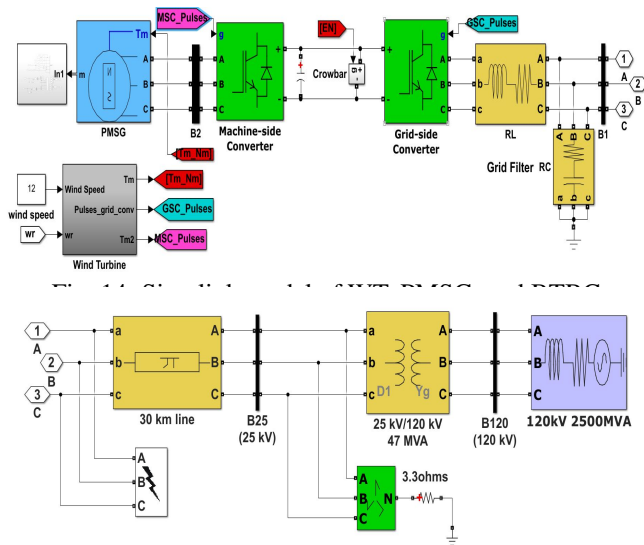 MSC_Pulses
GSC_Pulses
[EN]
Tm
g
+
+
g
In1
m
A
A
A
a
A
1
N
S
B
B
B
b
B
A
2
C
C
C
c
C
3
B
C
-
-
Crowbar
PMSG
B2
Machine-side
Converter
Grid-side
Converter
RL
B1
[Tm_Nm]
Grid Filter
RC
A
B
C
a
b
c
12
wind speed
Wind Speed
Tm
[Tm_Nm]
Pulses_grid_conv
GSC_Pulses
wr
wr
Tm2
MSC_Pulses
Wind Turbine
1
A
a
A
a
A
A
2
B
b
B
b
B
B
3
C
c
C
c
C
C
D1
Yg
30 km line
B25
(25 kV)
25 kV/120 kV
47 MVA
B120
(120 kV)
120kV 2500MVA
A
B
C
A
B
C
N
3.3ohms